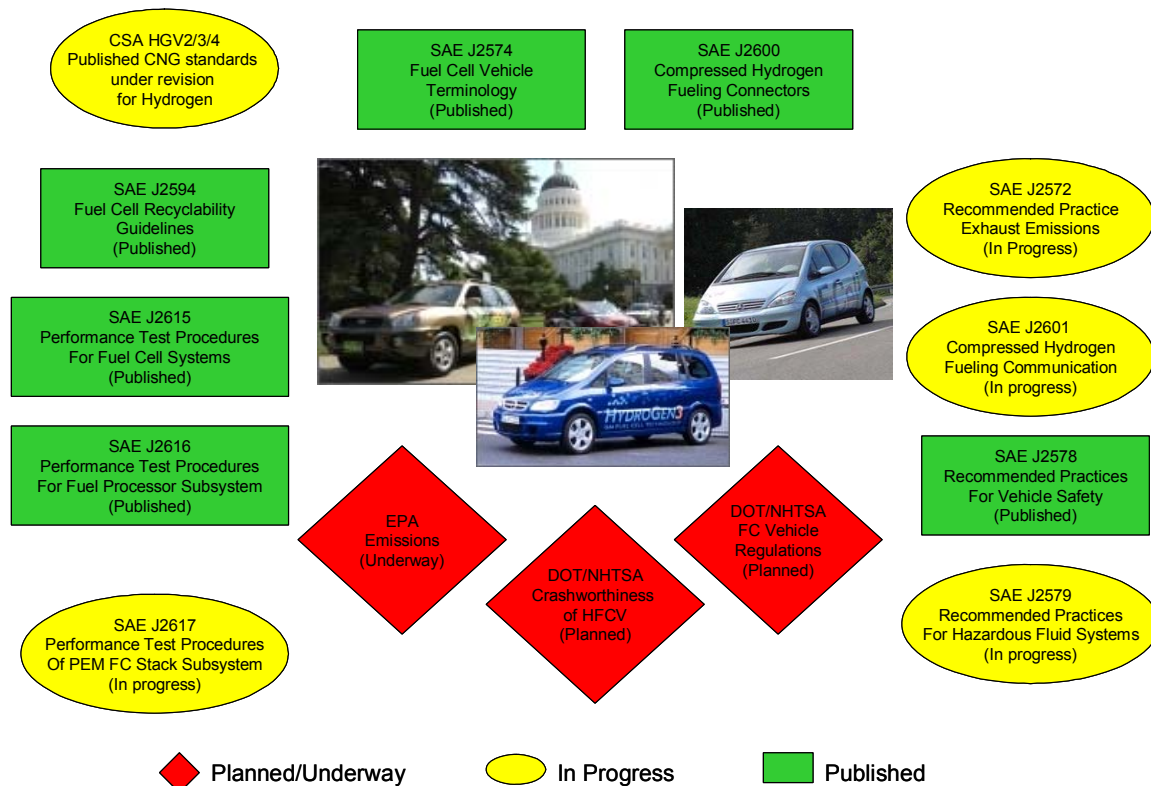 CSA HGV2/3/4
Published CNG standards
under revision
for Hydrogen
SAE J2574
Fuel Cell Vehicle
Terminology
(Published)
SAE J2600
Compressed Hydrogen
Fueling Connectors
(Published)
SAE J2594
Fuel Cell Recyclability
Guidelines
(Published)
SAE J2572
Recommended Practice
Exhaust Emissions
(In Progress)
SAE J2615
Performance Test Procedures
For Fuel Cell Systems
(Published)
SAE J2601
Compressed Hydrogen
Fueling Communication
(In progress)
HYDROGEN3
GM FUEL CELL TECHNOLOGY
SAE J2616
Performance Test Procedures
For Fuel Processor Subsystem
(Published)
SAE J2578
Recommended Practices
For Vehicle Safety
(Published)
EPA
Emissions
(Underway)
DOT/NHTSA
Crashworthiness
of HFCV
(Planned)
DOT/NHTSA
FC Vehicle
Regulations
(Planned)
SAE J2617
Performance Test Procedures
Of PEM FC Stack Subsystem
(In progress)
SAE J2579
Recommended Practices
For Hazardous Fluid Systems
(In progress)
Planned/Underway
In Progress
Published